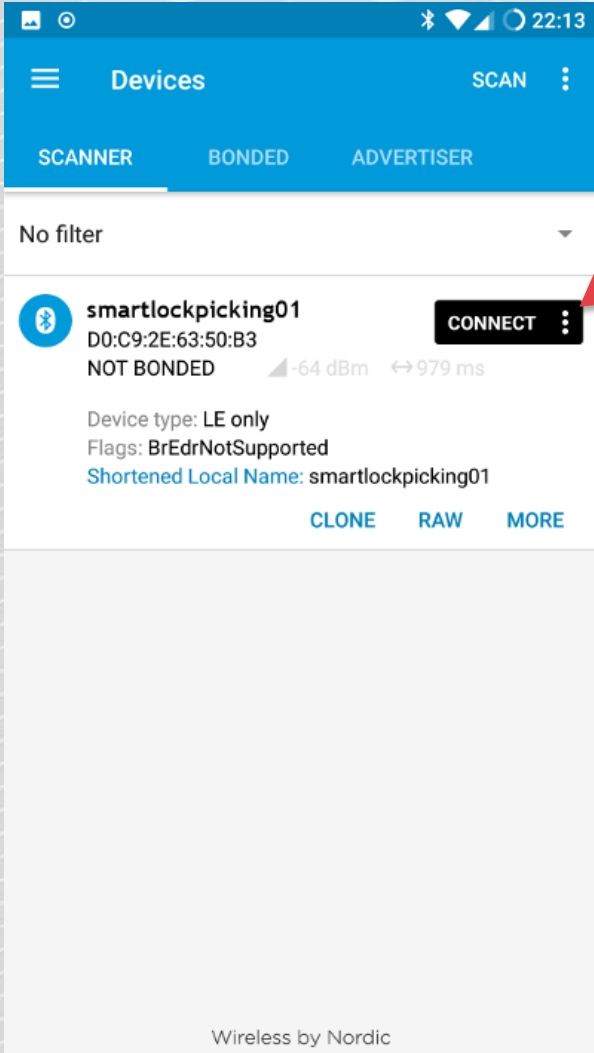 22:13
Devices SCAN
SCANNER BONDED ADVERTISER
No filter
smartlockpicking01 CONNECT
D0:C9:2E:63:50:B3
NOT BONDED -64 dBm ↔979 ms
Device type: LE only
Flags: BrEdrNotSupported
Shortened Local Name: smartlockpicking01
CLONE RAW MORE
Wireless by Nordic